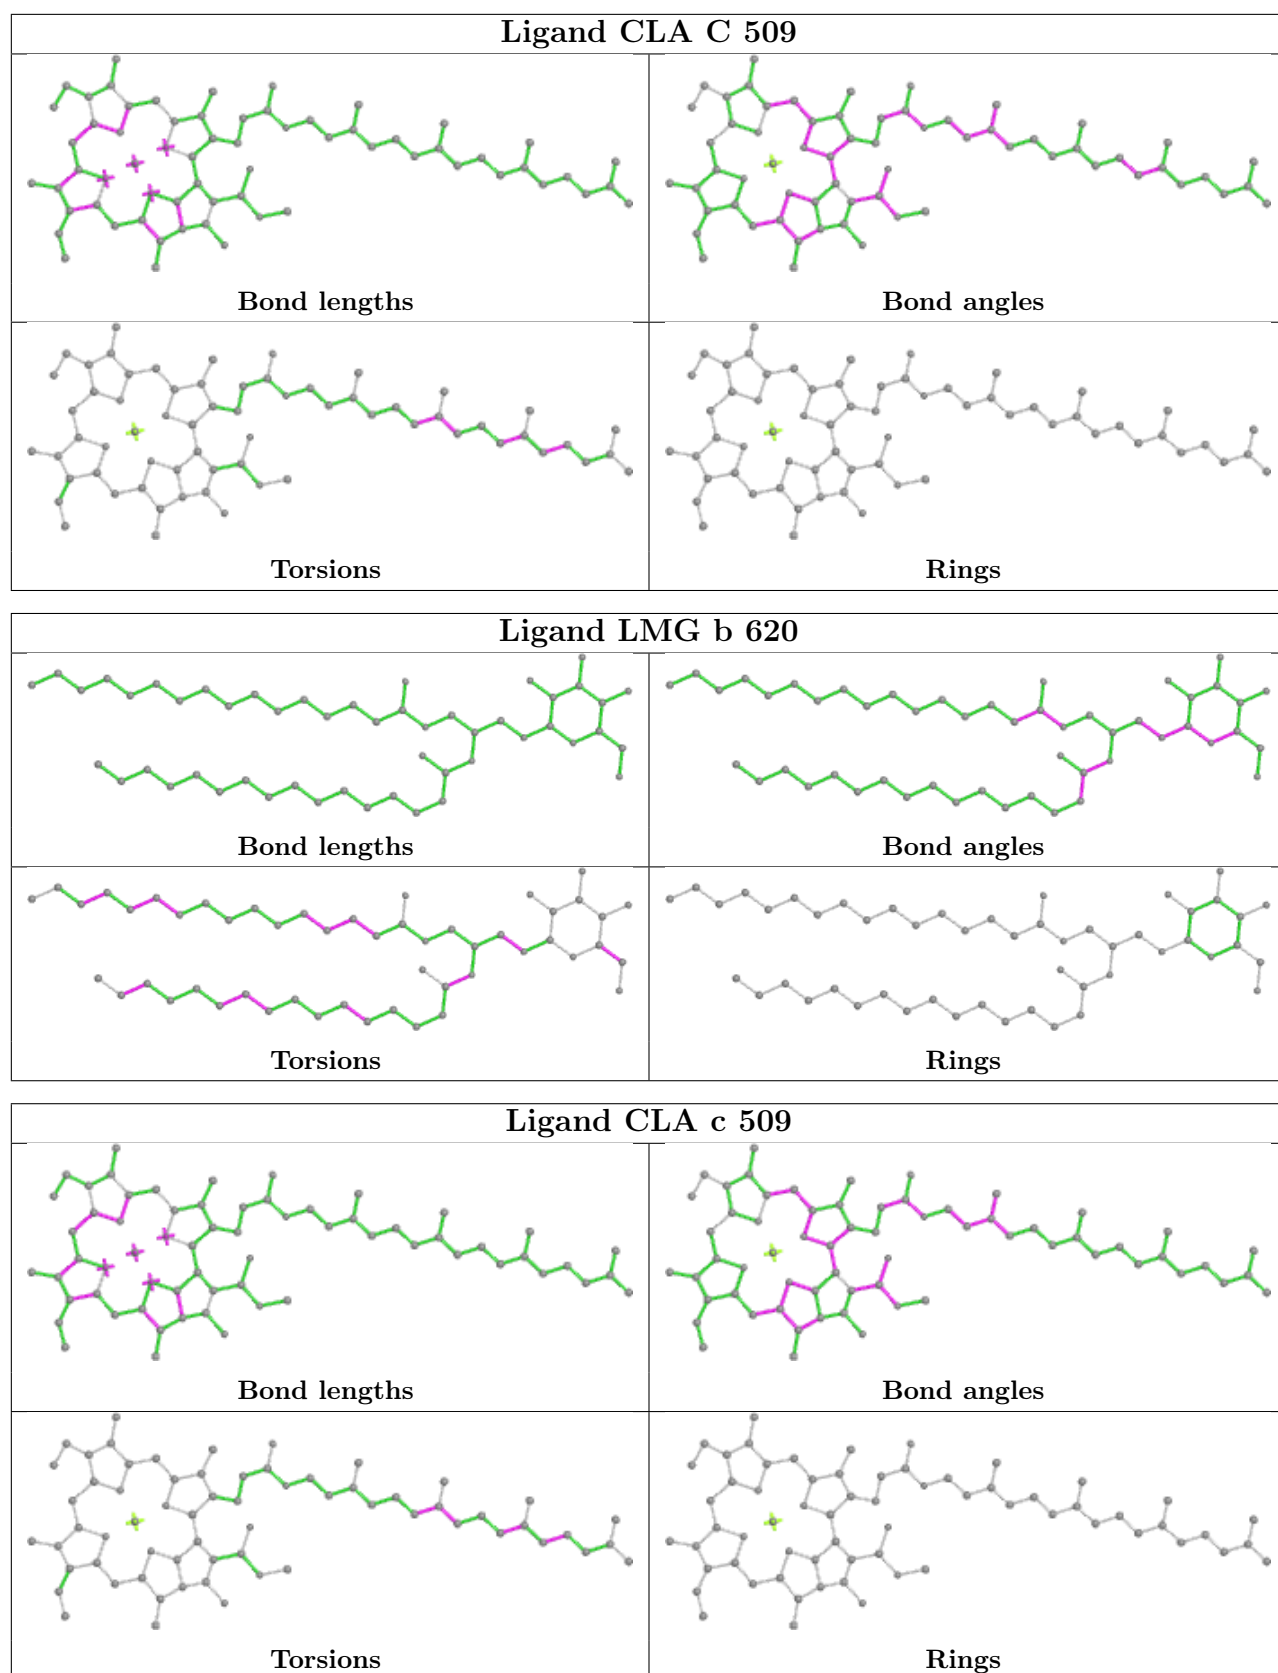 Ligand CLA C 509
Bond lengths
Bond angles
Torsions
Rings
Ligand LMG b 620
Bond lengths
Bond angles
Torsions
Rings
Ligand CLA c 509
Bond lengths
Bond angles
Torsions
Rings